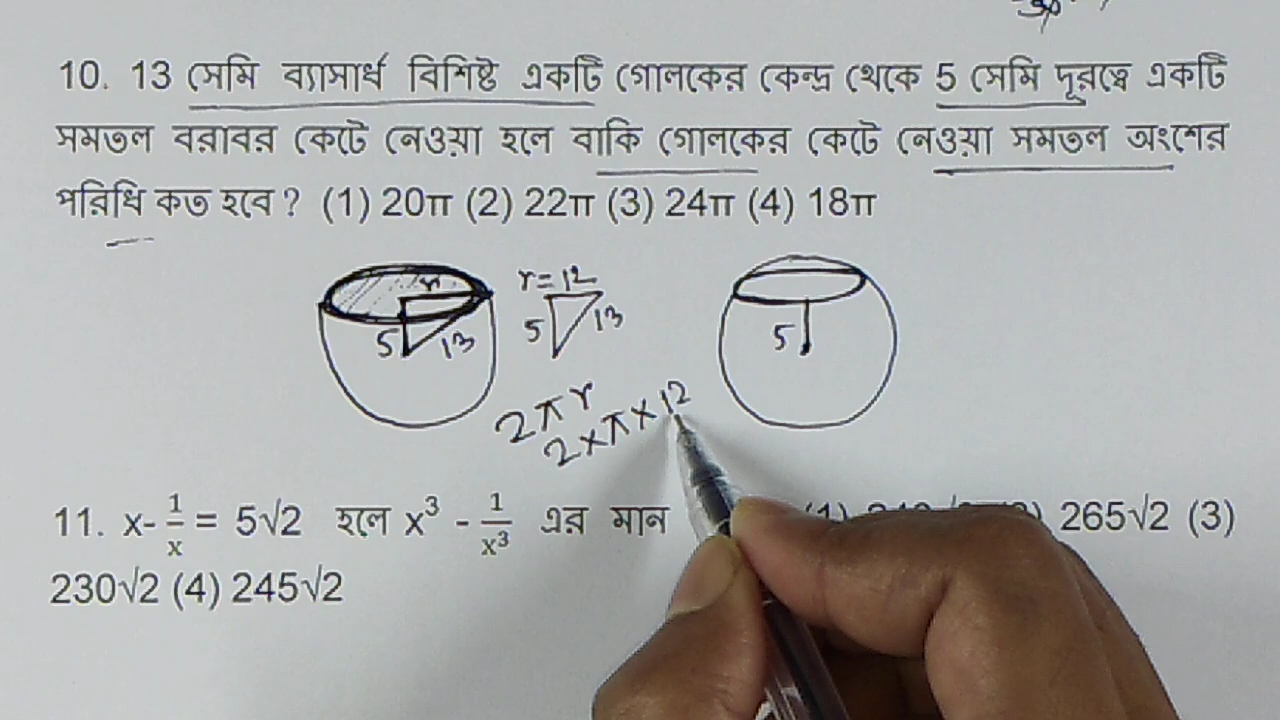 10. 13 সেমি ব্যাসার্ধ বিশিষ্ট একটি গোলকের কেন্দ্র থেকে 5 সেমি দূরত্বে একটি
সমতল বরাবর কেটে নেওয়া হলে বাকি গোলকের কেটে নেওয়া সমতল অংশের
পরিধি কত হবে? (1) 20π (2) 22π (3) 24π (4) 18π
r
5
13
r = 12
5
13
5
2πr
2×π×12
11. x- 1/x = 5√2 হলে x³ - 1/x³ এর মান 265√2 (3)
230√2 (4) 245√2